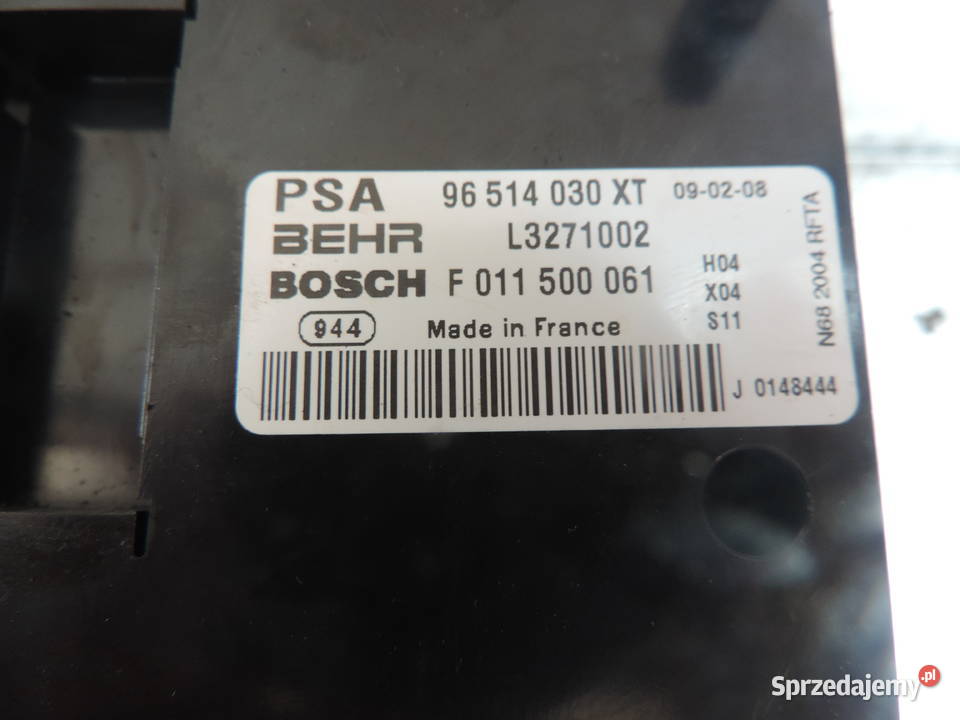 PSA 96 514 030 XT 09-02-08
BEHR L3271002
BOSCH F 011 500 061
H04
X04
S11
944 Made in France
N68 2004 RFTA
J 0148444
Sprzedajemy.pl